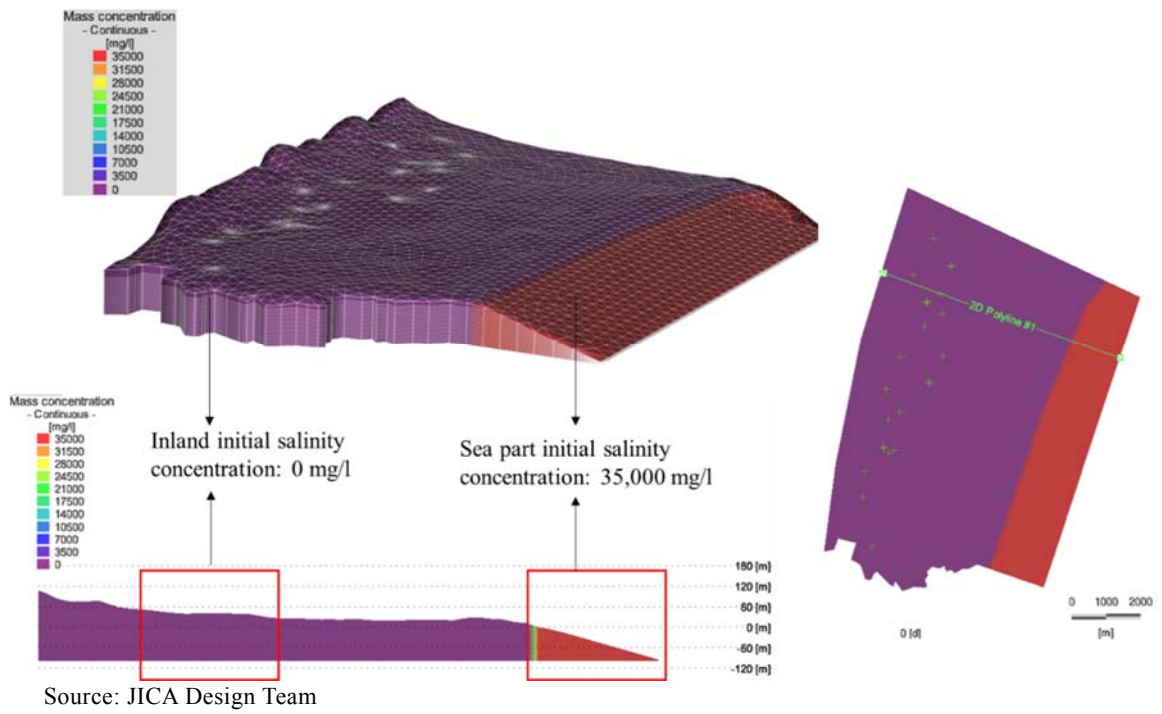 Mass concentration
- Continuous -
[mg/l]
35000
31500
28000
24500
21000
17500
14000
10500
7000
3500
0
2D Polyline #1
Mass concentration
- Continuous -
[mg/l]
35000
31500
28000
24500
21000
17500
14000
10500
7000
3500
0
Inland initial salinity
concentration: 0 mg/l
Sea part initial salinity
concentration: 35,000 mg/l
180 [m]
120 [m]
60 [m]
0 [m]
-60 [m]
-120 [m]
0 1000 2000
0 [d] [m]
Source: JICA Design Team